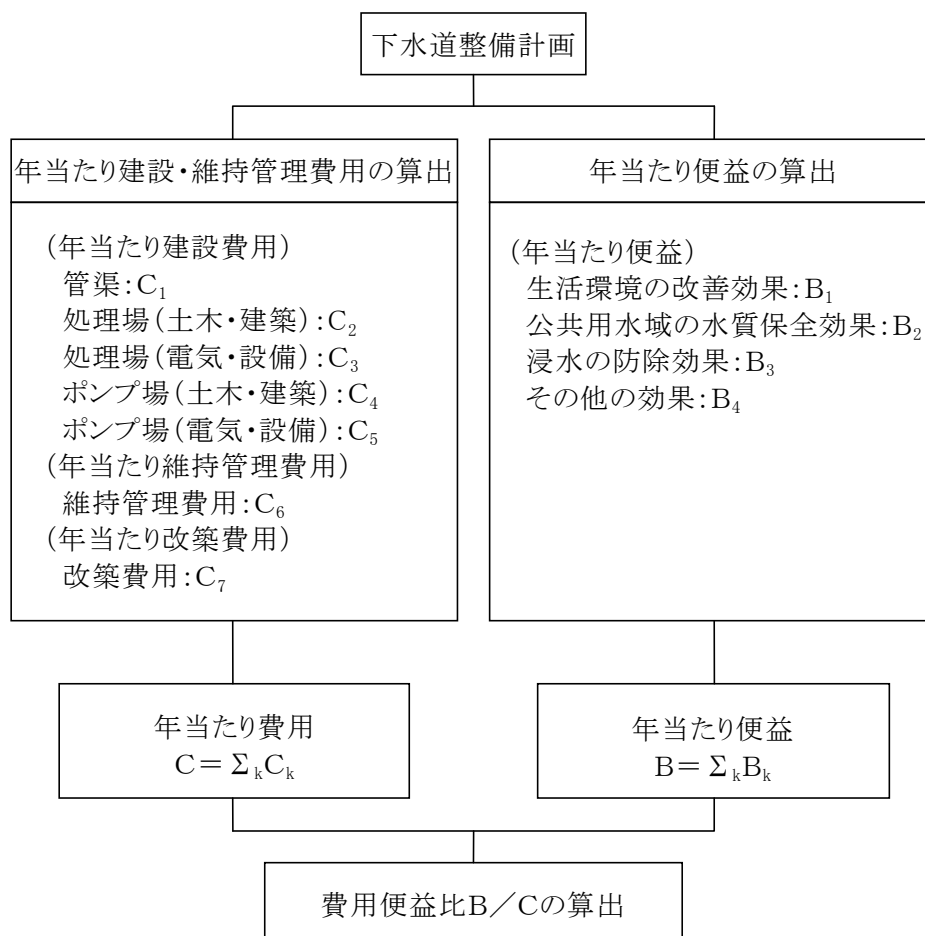 下水道整備計画
年当たり建設・維持管理費用の算出
(年当たり建設費用)
管渠:C₁
処理場(土木・建築):C₂
処理場(電気・設備):C₃
ポンプ場(土木・建築):C₄
ポンプ場(電気・設備):C₅
(年当たり維持管理費用)
維持管理費用:C₆
(年当たり改築費用)
改築費用:C₇
年当たり便益の算出
(年当たり便益)
生活環境の改善効果:B₁
公共用水域の水質保全効果:B₂
浸水の防除効果:B₃
その他の効果:B₄
年当たり費用
C=ΣₖCₖ
年当たり便益
B=ΣₖBₖ
費用便益比B/Cの算出